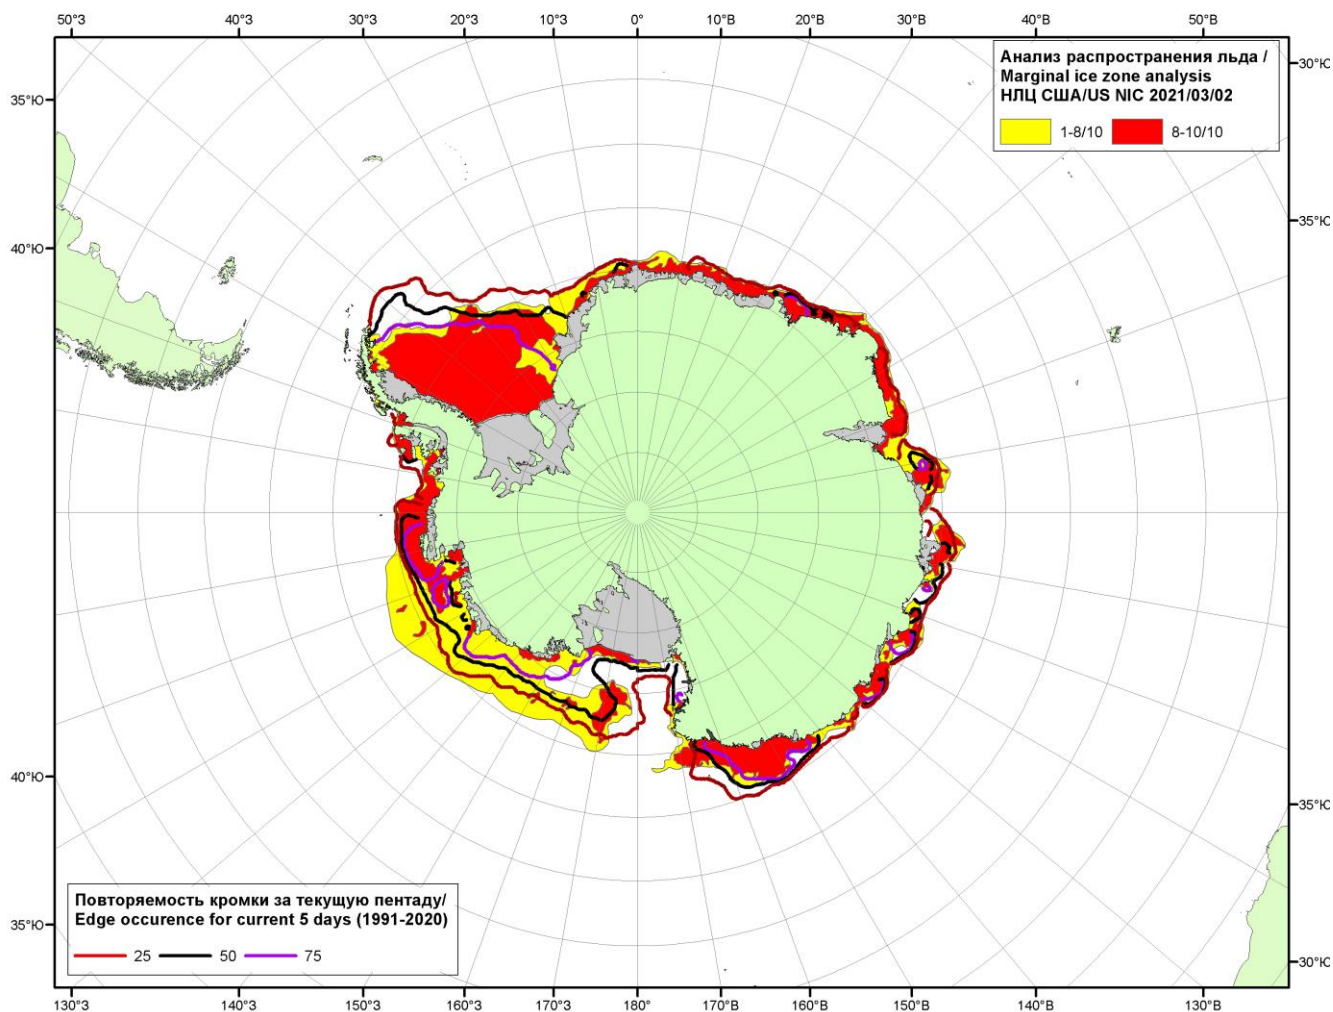 50°З 40°З 30°З 20°З 10°З 0° 10°В 20°В 30°В 40°В 50°В
Анализ распространения льда /
Marginal ice zone analysis
НЛЦ США/US NIC 2021/03/02
1-8/10 8-10/10
30°Ю
35°Ю
35°Ю
40°Ю
40°Ю
35°Ю
35°Ю
30°Ю
Повторяемость кромки за текущую пентаду/
Edge occurence for current 5 days (1991-2020)
25 50 75
130°З 140°З 150°З 160°З 170°З 180° 170°В 160°В 150°В 140°В 130°В